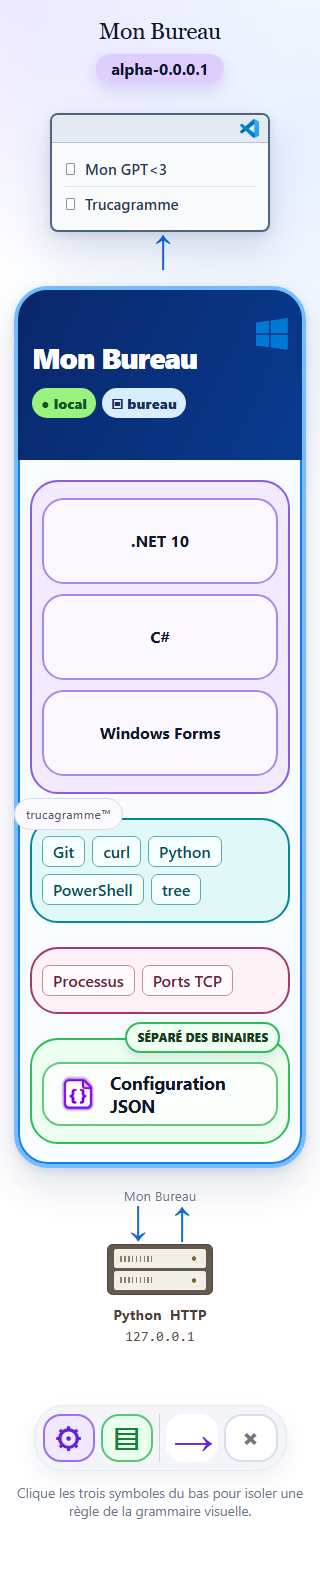 Mon Bureau
alpha-0.0.0.1
Mon GPT<3
Trucagramme
Mon Bureau
local
bureau
.NET 10
C#
Windows Forms
trucagramme™
Git curl Python
PowerShell tree
Processus Ports TCP
SÉPARÉ DES BINAIRES
Configuration
JSON
Mon Bureau
Python HTTP
127.0.0.1
Clique les trois symboles du bas pour isoler une
règle de la grammaire visuelle.